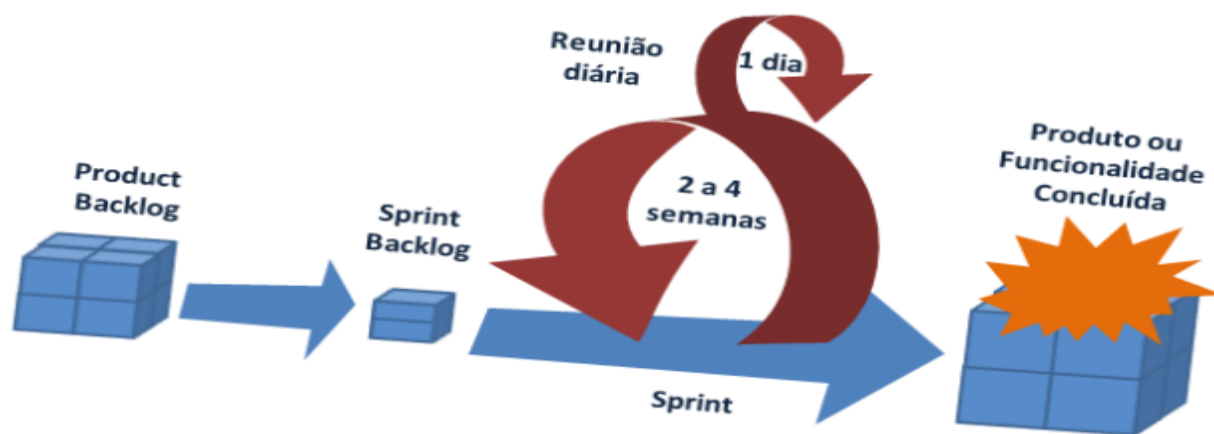 Product
Backlog
Sprint
Backlog
Reunião
diária
1 dia
2 a 4
semanas
Sprint
Produto ou
Funcionalidade
Concluída